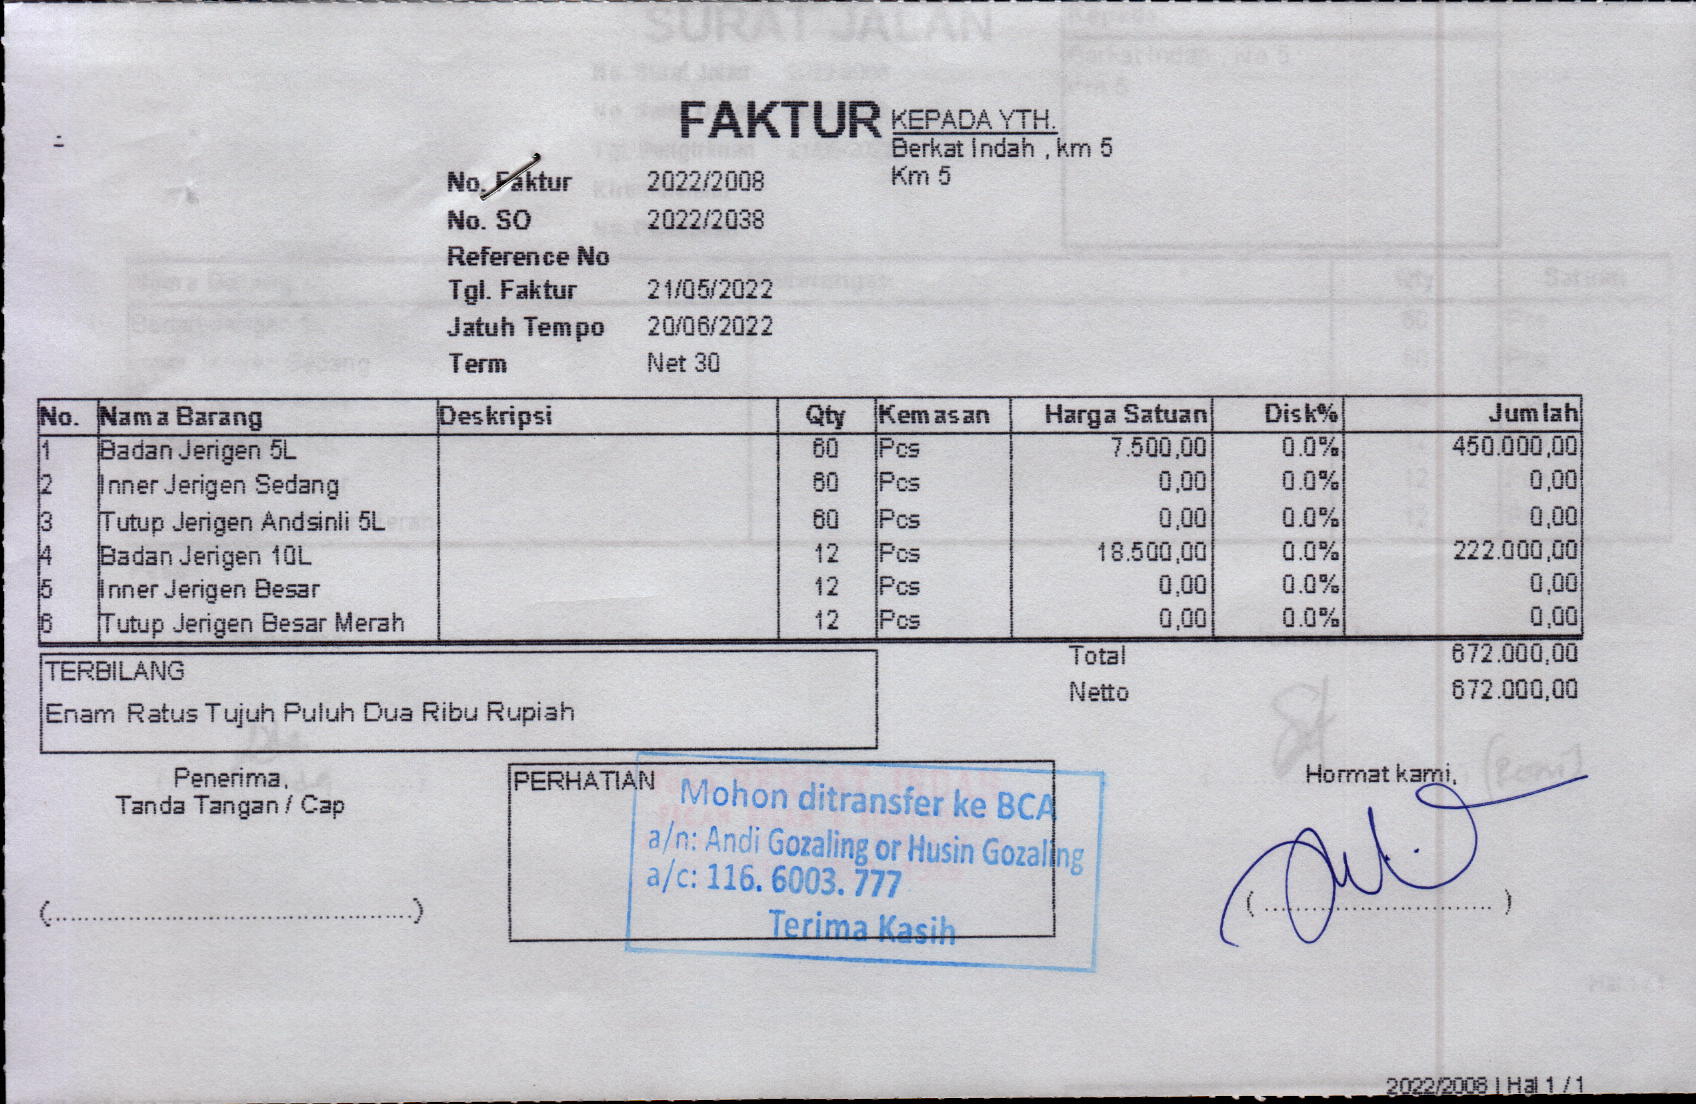 FAKTUR
KEPADA YTH.
Berkat Indah , km 5
Km 5
No. Faktur 2022/2008
No. SO 2022/2038
Reference No
Tgl. Faktur 21/05/2022
Jatuh Tempo 20/06/2022
Term Net 30
No. Nama Barang Deskripsi Qty Kemasan Harga Satuan Disk% Jumlah
1 Badan Jerigen 5L 60 Pcs 7.500,00 0.0% 450.000,00
2 Inner Jerigen Sedang 60 Pcs 0,00 0.0% 0,00
3 Tutup Jerigen Andsinli 5L 60 Pcs 0,00 0.0% 0,00
4 Badan Jerigen 10L 12 Pcs 18.500,00 0.0% 222.000,00
5 Inner Jerigen Besar 12 Pcs 0,00 0.0% 0,00
6 Tutup Jerigen Besar Merah 12 Pcs 0,00 0.0% 0,00
Total 672.000,00
Netto 672.000,00
TERBILANG
Enam Ratus Tujuh Puluh Dua Ribu Rupiah
Penerima,
Tanda Tangan / Cap
(...........................................)
PERHATIAN
Mohon ditransfer ke BCA
a/n: Andi Gozaling or Husin Gozaling
a/c: 116. 6003. 777
Terima Kasih
Hormat kami,
(..............................)
2022/2008 | Hal 1 / 1